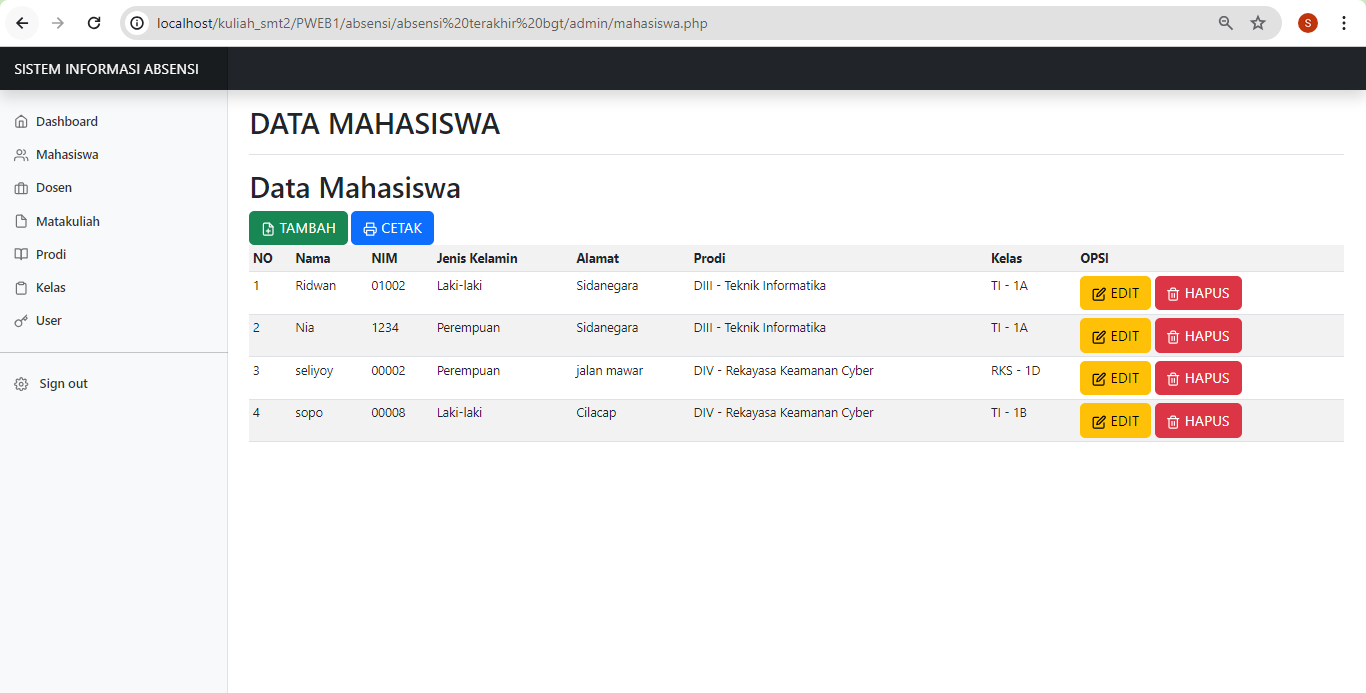 localhost/kuliah_smt2/PWEB1/absensi/absensi%20terakhir%20bgt/admin/mahasiswa.php
S
SISTEM INFORMASI ABSENSI
Dashboard
Mahasiswa
Dosen
Matakuliah
Prodi
Kelas
User
Sign out
DATA MAHASISWA
Data Mahasiswa
TAMBAH CETAK
NO Nama NIM Jenis Kelamin Alamat Prodi Kelas OPSI
1 Ridwan 01002 Laki-laki Sidanegara DIII - Teknik Informatika TI - 1A EDIT HAPUS
2 Nia 1234 Perempuan Sidanegara DIII - Teknik Informatika TI - 1A EDIT HAPUS
3 seliyoy 00002 Perempuan jalan mawar DIV - Rekayasa Keamanan Cyber RKS - 1D EDIT HAPUS
4 sopo 00008 Laki-laki Cilacap DIV - Rekayasa Keamanan Cyber TI - 1B EDIT HAPUS